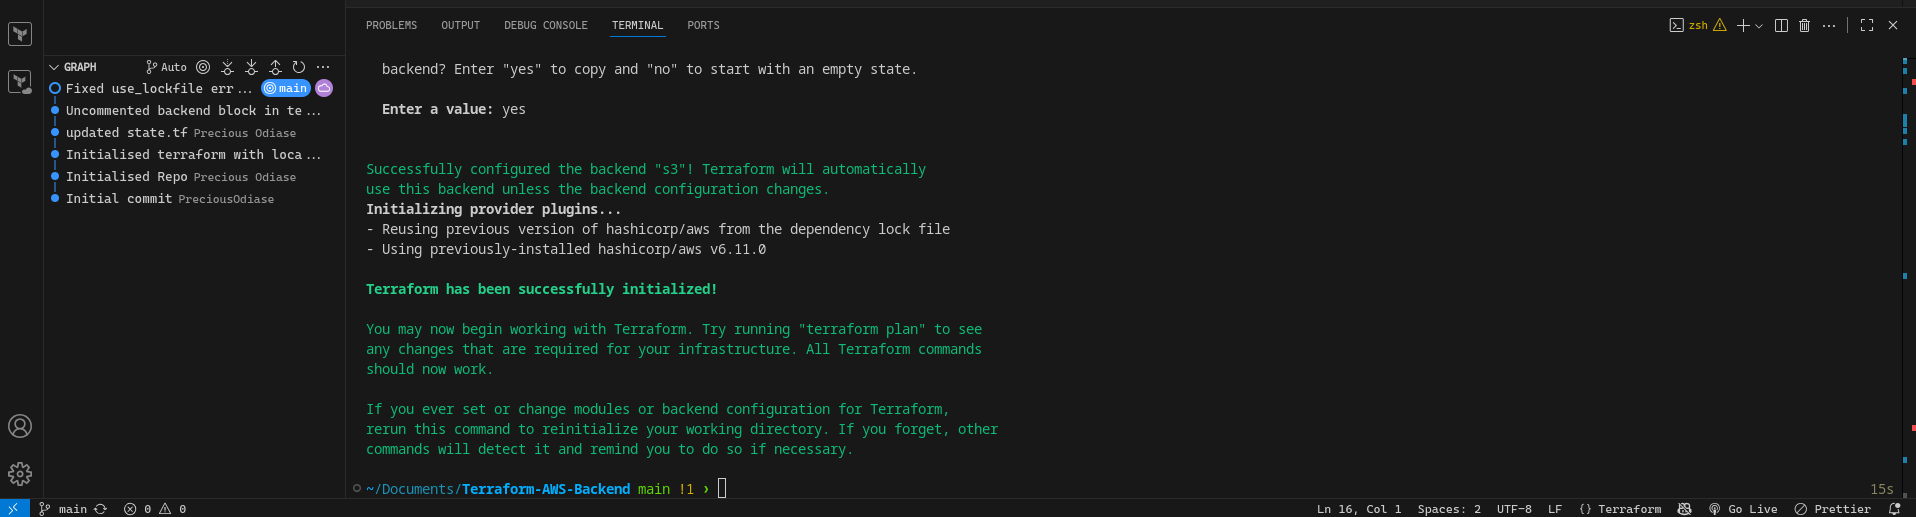 PROBLEMS OUTPUT DEBUG CONSOLE TERMINAL PORTS
zsh
GRAPH
Auto
Fixed use_lockfile err... main
Uncommented backend block in te...
updated state.tf Precious Odiase
Initialised terraform with loca...
Initialised Repo Precious Odiase
Initial commit PreciousOdiase
backend? Enter "yes" to copy and "no" to start with an empty state.
Enter a value: yes
Successfully configured the backend "s3"! Terraform will automatically
use this backend unless the backend configuration changes.
Initializing provider plugins...
- Reusing previous version of hashicorp/aws from the dependency lock file
- Using previously-installed hashicorp/aws v6.11.0
Terraform has been successfully initialized!
You may now begin working with Terraform. Try running "terraform plan" to see
any changes that are required for your infrastructure. All Terraform commands
should now work.
If you ever set or change modules or backend configuration for Terraform,
rerun this command to reinitialize your working directory. If you forget, other
commands will detect it and remind you to do so if necessary.
~/Documents/Terraform-AWS-Backend main !1 ❯ 15s
main 0 0 Ln 16, Col 1 Spaces: 2 UTF-8 LF {} Terraform Go Live Prettier